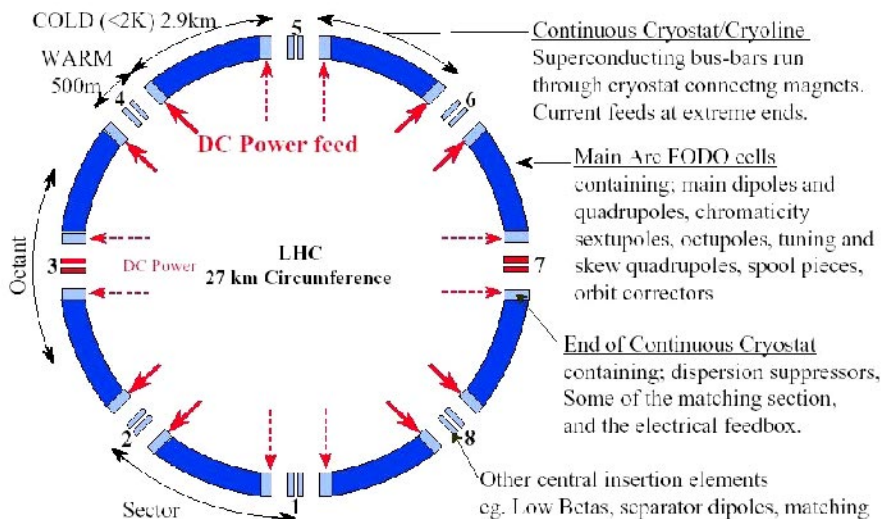 COLD (<2K) 2.9km
WARM
500m
5
4
6
3
7
2
8
1
Continuous Cryostat/Cryoline
Superconducting bus-bars run
through cryostat connectng magnets.
Current feeds at extreme ends.
DC Power feed
Main Arc FODO cells
containing; main dipoles and
quadrupoles, chromaticity
sextupoles, octupoles, tuning and
skew quadrupoles, spool pieces,
orbit correctors
Octant
DC Power
LHC
27 km Circumference
End of Continuous Cryostat
containing; dispersion suppressors,
Some of the matching section,
and the electrical feedbox.
Sector
Other central insertion elements
eg. Low Betas, separator dipoles, matching